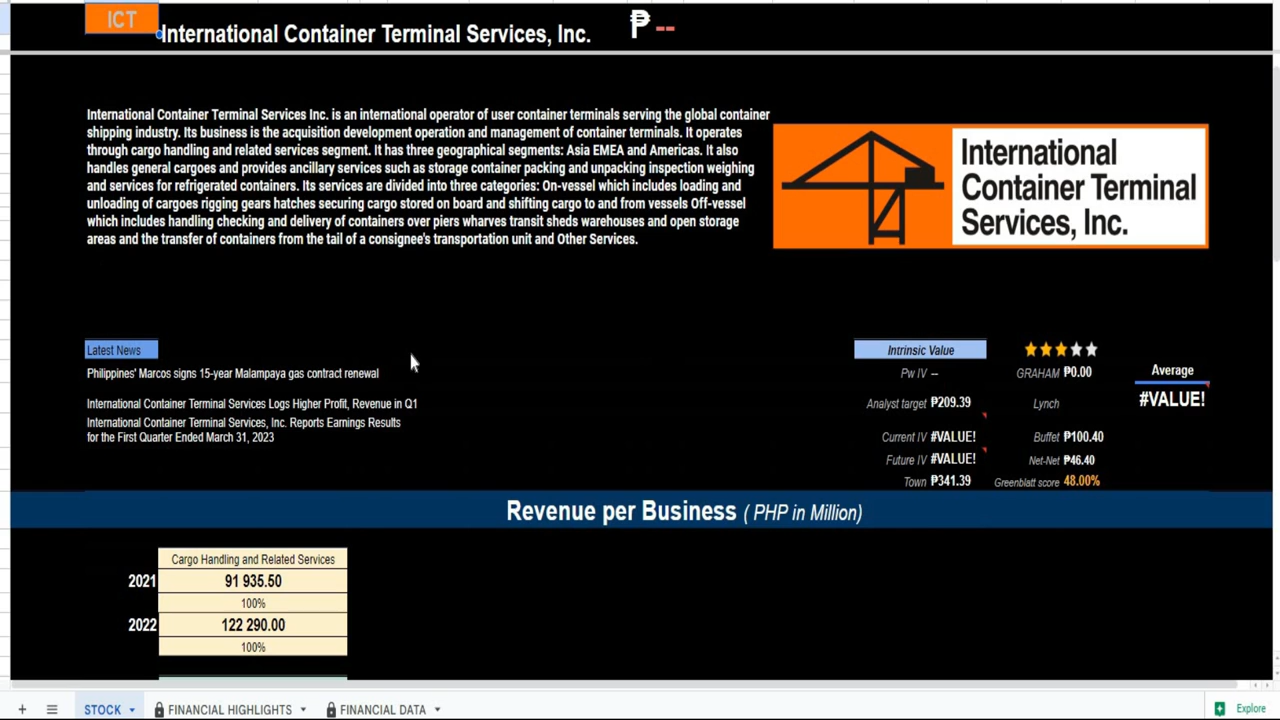 ICT
International Container Terminal Services, Inc. ₱ --
International Container Terminal Services Inc. is an international operator of user container terminals serving the global container
shipping industry. Its business is the acquisition development operation and management of container terminals. It operates
through cargo handling and related services segment. It has three geographical segments: Asia EMEA and Americas. It also
handles general cargoes and provides ancillary services such as storage container packing and unpacking inspection weighing
and services for refrigerated containers. Its services are divided into three categories: On-vessel which includes loading and
unloading of cargoes rigging gears hatches securing cargo stored on board and shifting cargo to and from vessels Off-vessel
which includes handling checking and delivery of containers over piers wharves transit sheds warehouses and open storage
areas and the transfer of containers from the tail of a consignee's transportation unit and Other Services.
International
Container Terminal
Services, Inc.
Latest News
Philippines' Marcos signs 15-year Malampaya gas contract renewal
International Container Terminal Services Logs Higher Profit, Revenue in Q1
International Container Terminal Services, Inc. Reports Earnings Results
for the First Quarter Ended March 31, 2023
Intrinsic Value
Pw IV -- GRAHAM ₱0.00
Analyst target ₱209.39 Lynch
Current IV #VALUE! Buffet ₱100.40
Future IV #VALUE! Net-Net ₱46.40
Town ₱341.39 Greenblatt score 48.00%
Average
#VALUE!
Revenue per Business ( PHP in Million)
Cargo Handling and Related Services
2021 91 935.50
100%
2022 122 290.00
100%
+ ≡ STOCK FINANCIAL HIGHLIGHTS FINANCIAL DATA Explore